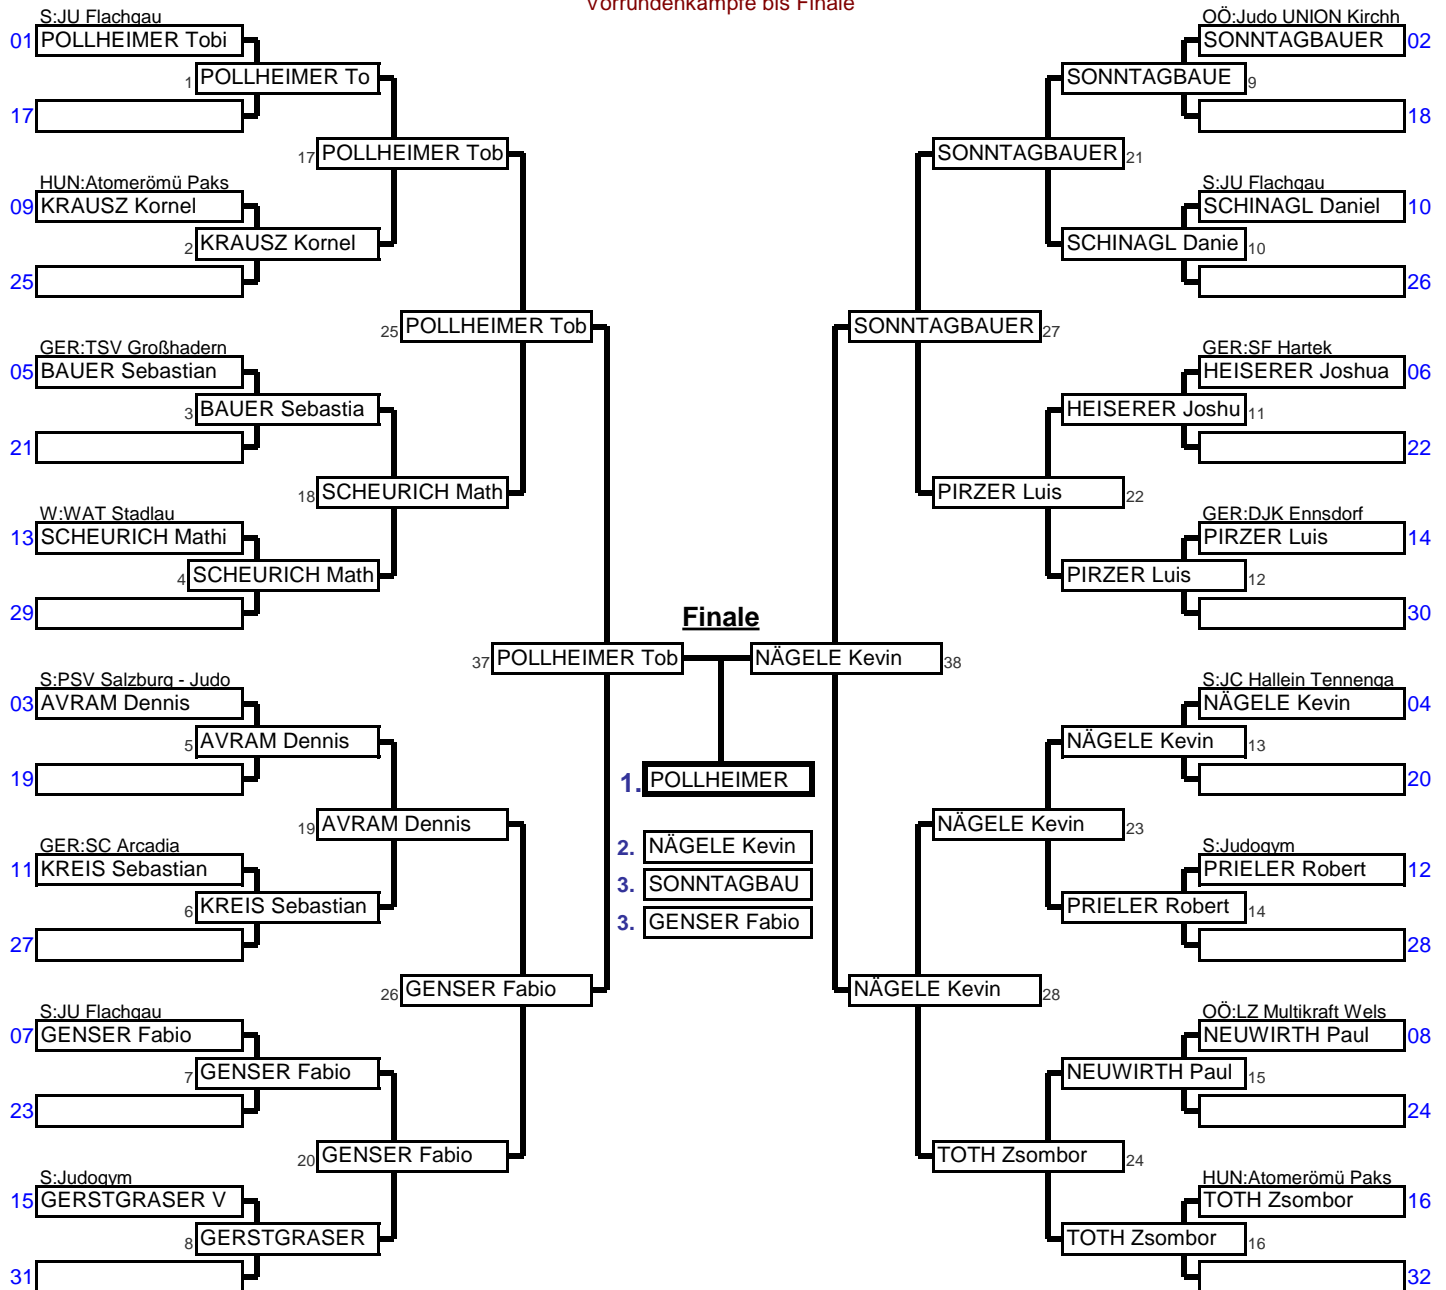 Vorrundenkämpfe bis Finale
S:JU Flachgau
01 POLLHEIMER Tobi
1 POLLHEIMER To
17
17 POLLHEIMER Tob
HUN:Atomerömü Paks
09 KRAUSZ Kornel
2 KRAUSZ Kornel
25
25 POLLHEIMER Tob
GER:TSV Großhadern
05 BAUER Sebastian
3 BAUER Sebastia
21
18 SCHEURICH Math
W:WAT Stadlau
13 SCHEURICH Mathi
4 SCHEURICH Math
29
37 POLLHEIMER Tob
S:PSV Salzburg - Judo
03 AVRAM Dennis
5 AVRAM Dennis
19
19 AVRAM Dennis
GER:SC Arcadia
11 KREIS Sebastian
6 KREIS Sebastian
27
26 GENSER Fabio
S:JU Flachgau
07 GENSER Fabio
7 GENSER Fabio
23
20 GENSER Fabio
S:Judogym
15 GERSTGRASER V
8 GERSTGRASER
31
Finale
1. POLLHEIMER
2. NÄGELE Kevin
3. SONNTAGBAU
3. GENSER Fabio
OÖ:Judo UNION Kirchh
SONNTAGBAUER 02
SONNTAGBAUE 9
18
SONNTAGBAUER 21
S:JU Flachgau
SCHINAGL Daniel 10
SCHINAGL Danie 10
26
SONNTAGBAUER 27
GER:SF Hartek
HEISERER Joshua 06
HEISERER Joshu 11
22
PIRZER Luis 22
GER:DJK Ennsdorf
PIRZER Luis 14
PIRZER Luis 12
30
NÄGELE Kevin 38
S:JC Hallein Tennenga
NÄGELE Kevin 04
NÄGELE Kevin 13
20
NÄGELE Kevin 23
S:Judogym
PRIELER Robert 12
PRIELER Robert 14
28
NÄGELE Kevin 28
OÖ:LZ Multikraft Wels
NEUWIRTH Paul 08
NEUWIRTH Paul 15
24
TOTH Zsombor 24
HUN:Atomerömü Paks
TOTH Zsombor 16
TOTH Zsombor 16
32